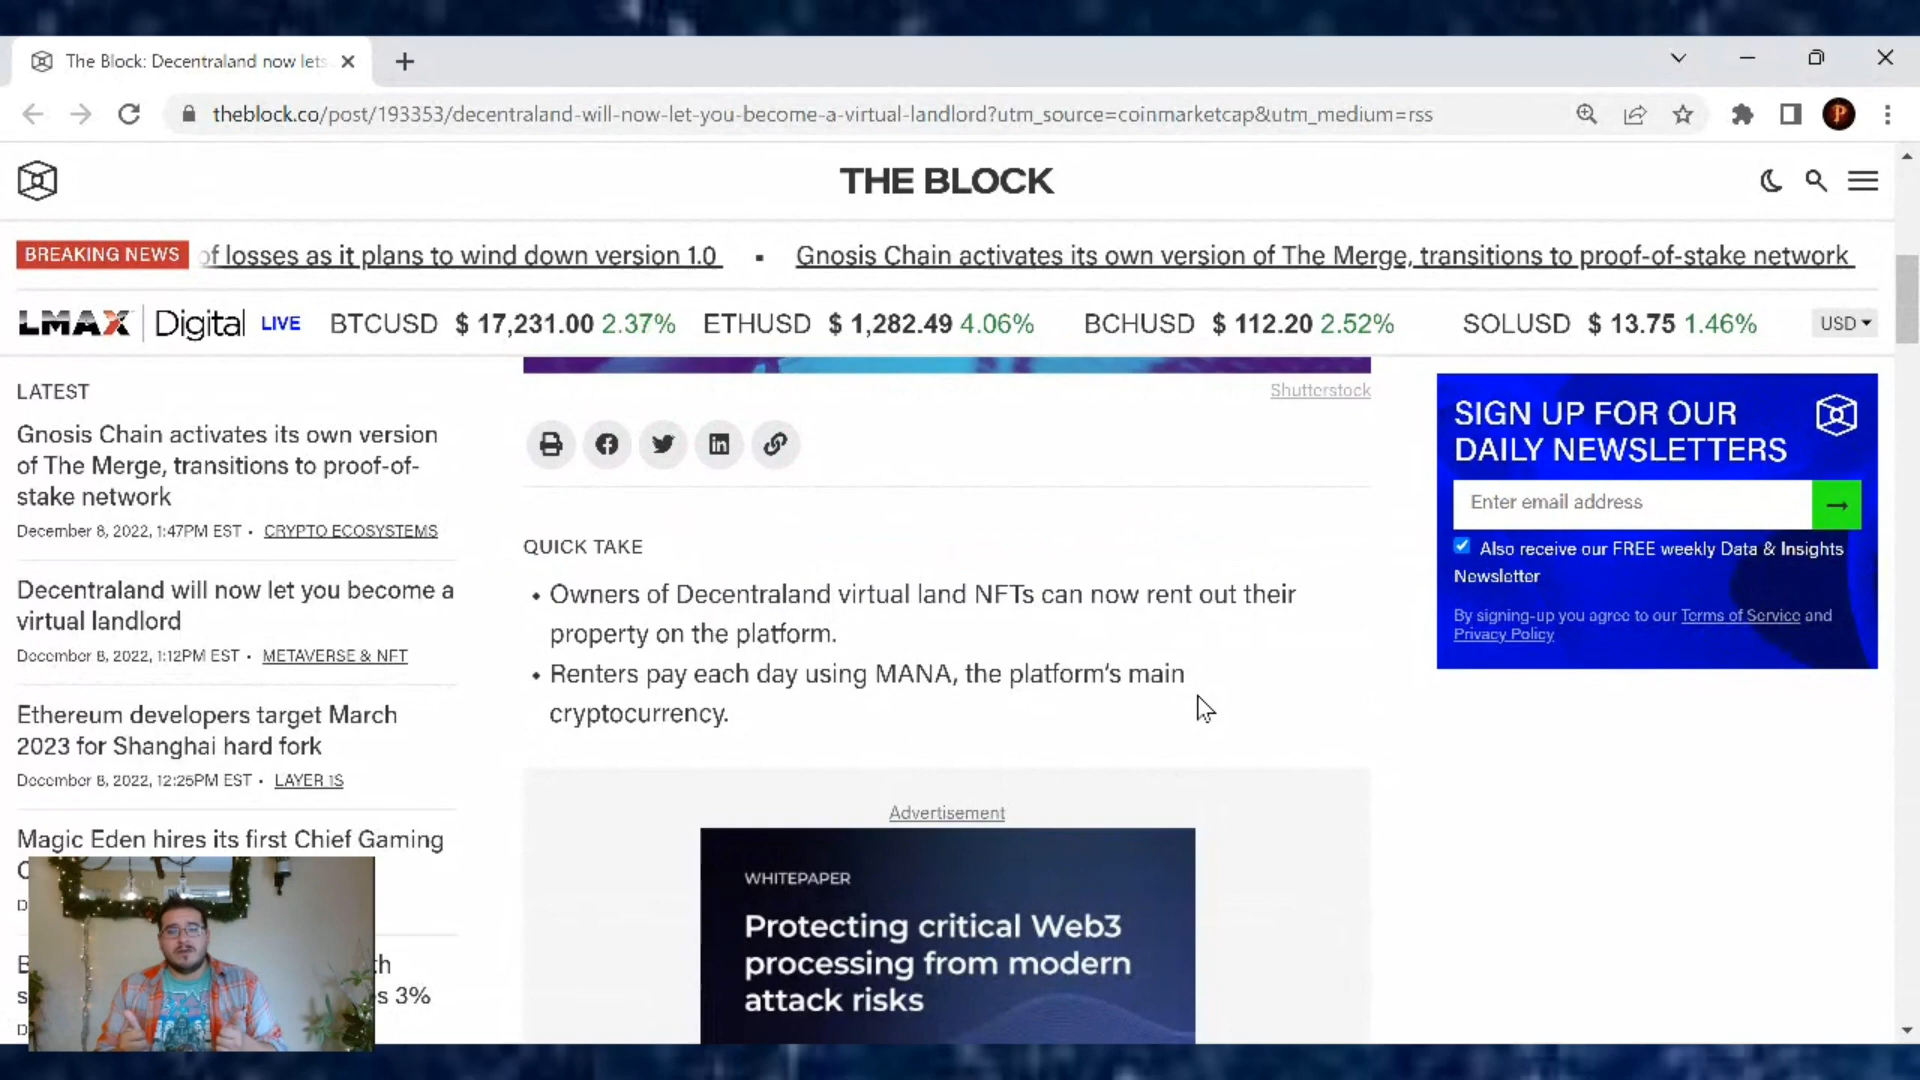 The Block: Decentraland now lets
theblock.co/post/193353/decentraland-will-now-let-you-become-a-virtual-landlord?utm_source=coinmarketcap&utm_medium=rss
P
THE BLOCK
BREAKING NEWS of losses as it plans to wind down version 1.0 ▪ Gnosis Chain activates its own version of The Merge, transitions to proof-of-stake network
LMAX Digital LIVE BTCUSD $ 17,231.00 2.37% ETHUSD $ 1,282.49 4.06% BCHUSD $ 112.20 2.52% SOLUSD $ 13.75 1.46% USD
LATEST
Gnosis Chain activates its own version
of The Merge, transitions to proof-of-
stake network
December 8, 2022, 1:47PM EST • CRYPTO ECOSYSTEMS
Decentraland will now let you become a
virtual landlord
December 8, 2022, 1:12PM EST • METAVERSE & NFT
Ethereum developers target March
2023 for Shanghai hard fork
December 8, 2022, 12:25PM EST • LAYER 1S
Magic Eden hires its first Chief Gaming
s 3%
Shutterstock
QUICK TAKE
• Owners of Decentraland virtual land NFTs can now rent out their
property on the platform.
• Renters pay each day using MANA, the platform's main
cryptocurrency.
Advertisement
WHITEPAPER
Protecting critical Web3
processing from modern
attack risks
SIGN UP FOR OUR
DAILY NEWSLETTERS
Enter email address
Also receive our FREE weekly Data & Insights
Newsletter
By signing-up you agree to our Terms of Service and
Privacy Policy